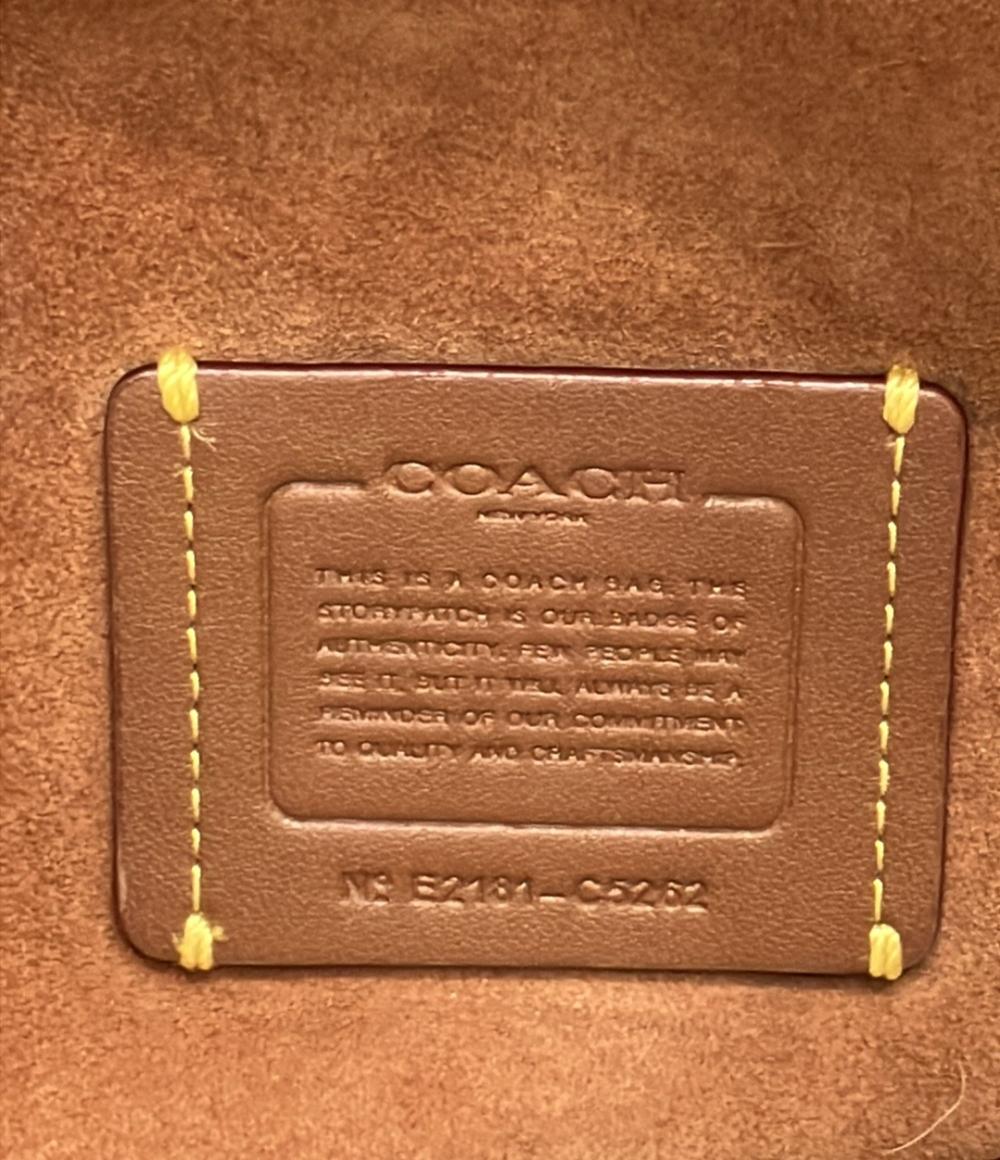 COACH
NEW YORK
THIS IS A COACH BAG. THE
STORYPATCH IS OUR BADGE OF
AUTHENTICITY. FEW PEOPLE MAY
SEE IT, BUT IT WILL ALWAYS BE A
REMINDER OF OUR COMMITMENT
TO QUALITY AND CRAFTSMANSHIP.
Nº E2181-C5262